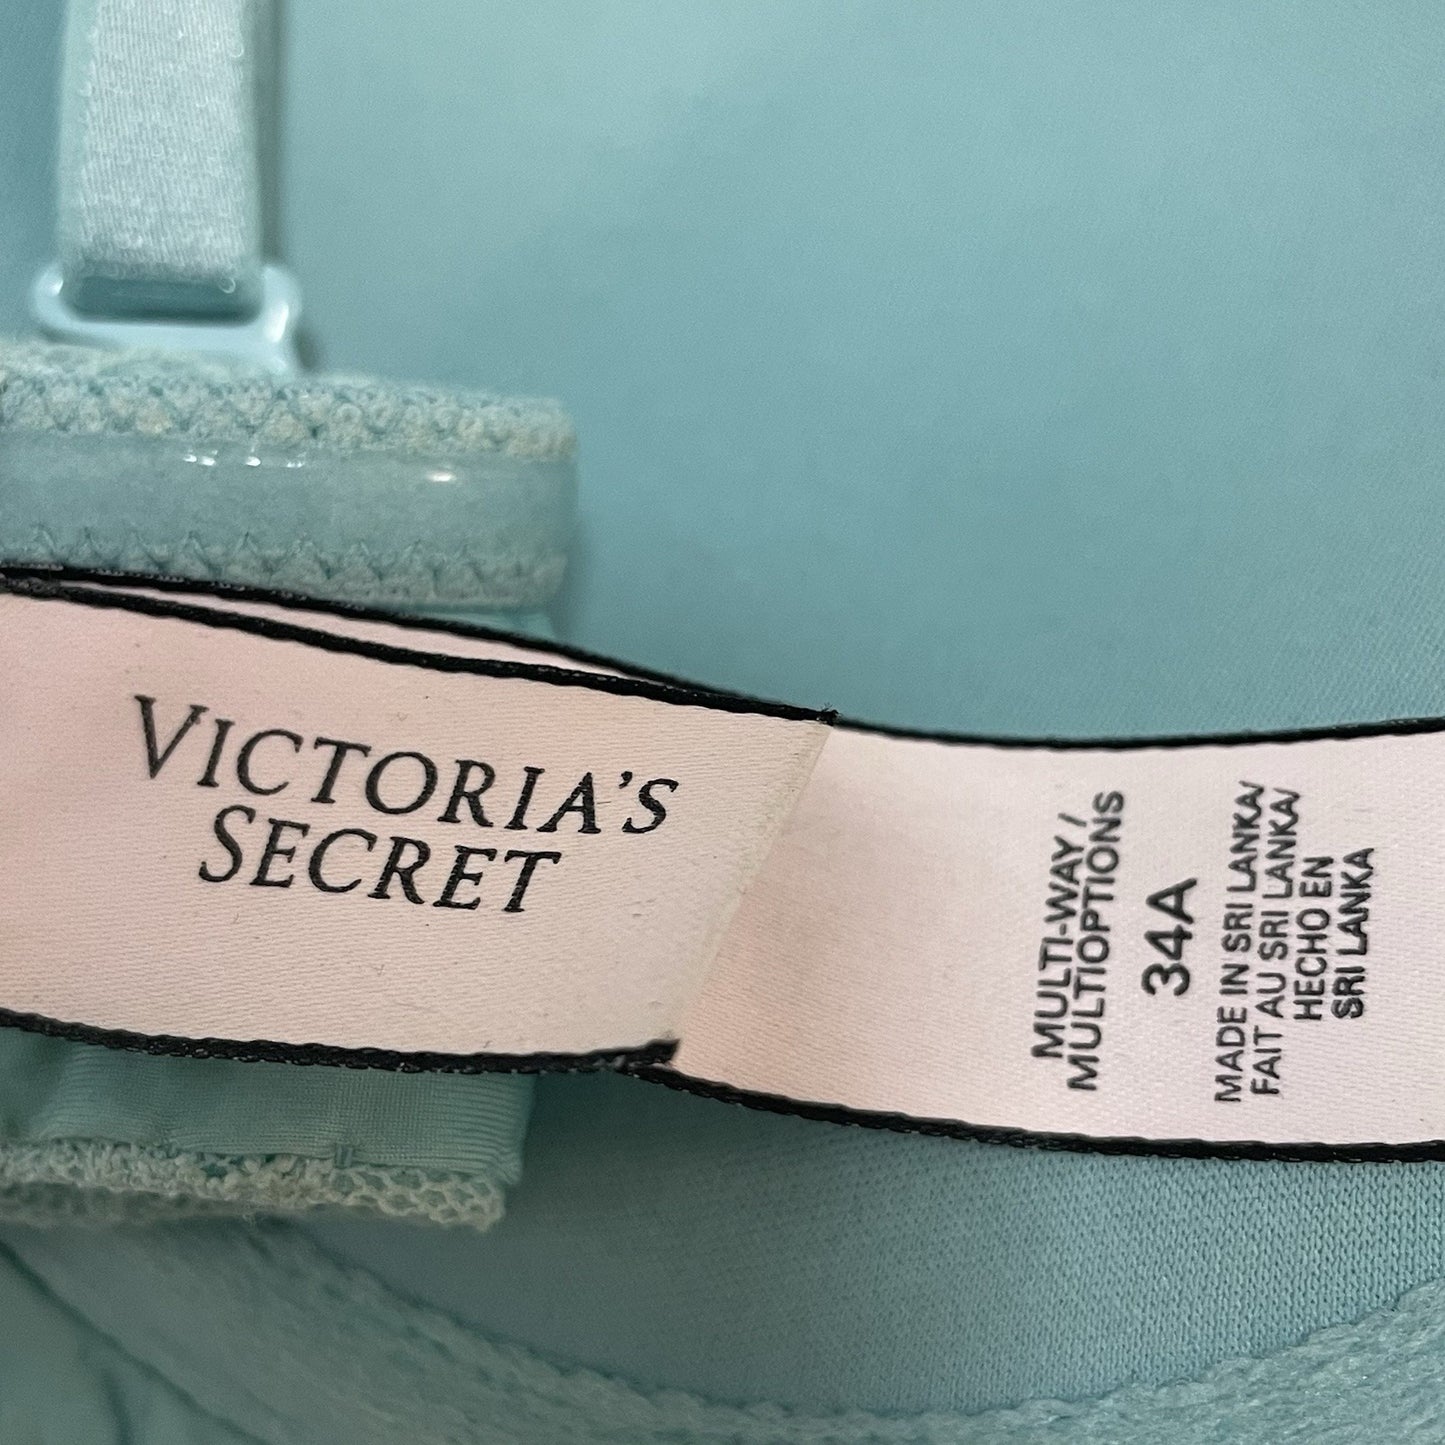 VICTORIA'S
SECRET
MULTI-WAY /
MULTIOPTIONS
34A
MADE IN SRI LANKA/
FAIT AU SRI LANKA/
HECHO EN
SRI LANKA